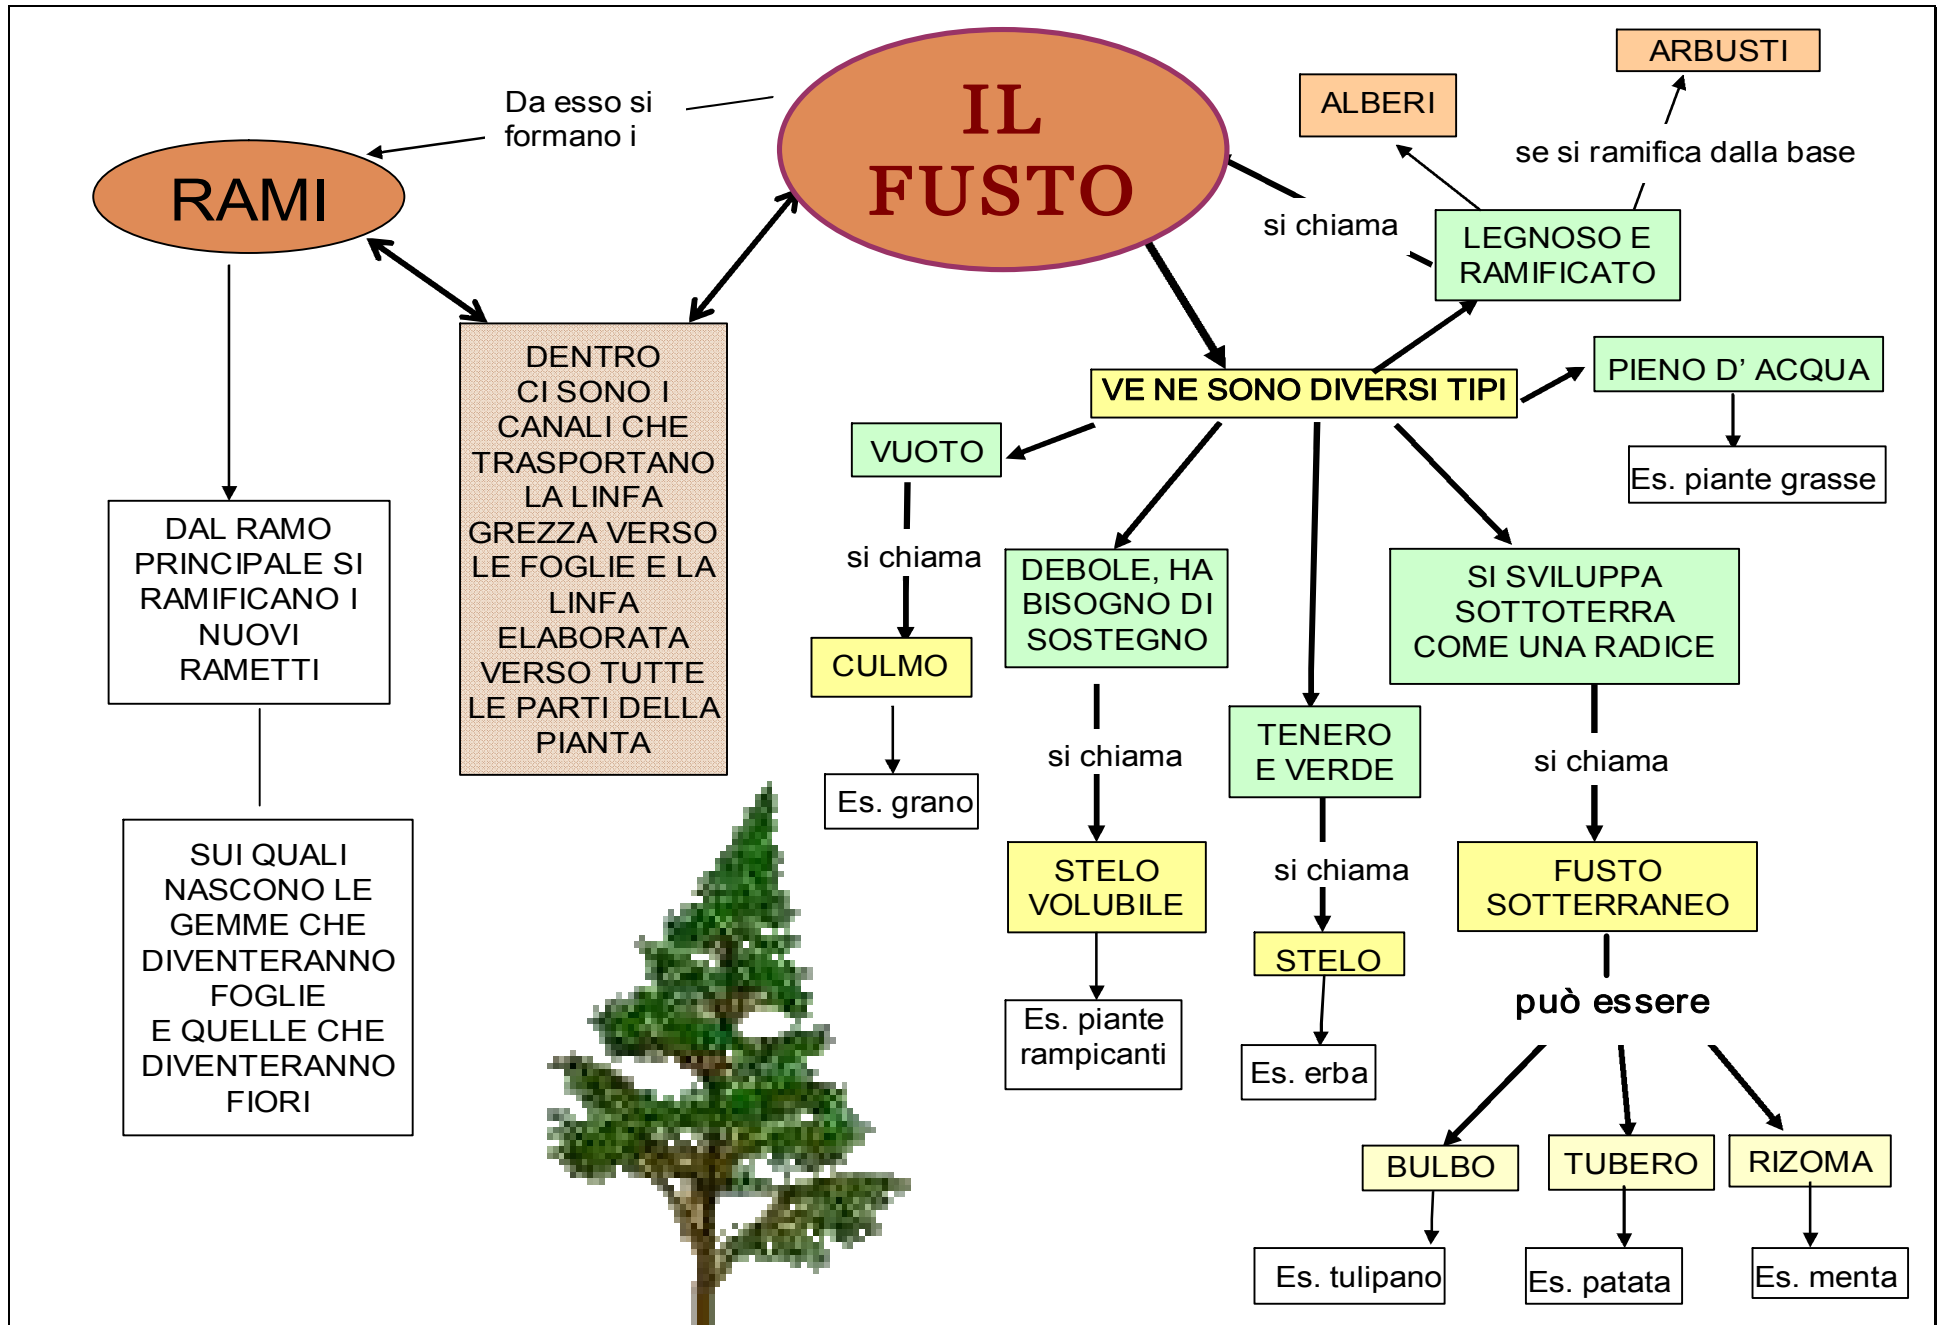 IL
FUSTO
Da esso si
formano i
RAMI
ARBUSTI
ALBERI
se si ramifica dalla base
si chiama
LEGNOSO E
RAMIFICATO
DENTRO
CI SONO I
CANALI CHE
TRASPORTANO
LA LINFA
GREZZA VERSO
LE FOGLIE E LA
LINFA
ELABORATA
VERSO TUTTE
LE PARTI DELLA
PIANTA
DAL RAMO
PRINCIPALE SI
RAMIFICANO I
NUOVI
RAMETTI
SUI QUALI
NASCONO LE
GEMME CHE
DIVENTERANNO
FOGLIE
E QUELLE CHE
DIVENTERANNO
FIORI
VE NE SONO DIVERSI TIPI
PIENO D' ACQUA
Es. piante grasse
VUOTO
si chiama
CULMO
Es. grano
DEBOLE, HA
BISOGNO DI
SOSTEGNO
si chiama
STELO
VOLUBILE
Es. piante
rampicanti
TENERO
E VERDE
si chiama
STELO
Es. erba
SI SVILUPPA
SOTTOTERRA
COME UNA RADICE
si chiama
FUSTO
SOTTERRANEO
può essere
BULBO
TUBERO
RIZOMA
Es. tulipano
Es. patata
Es. menta